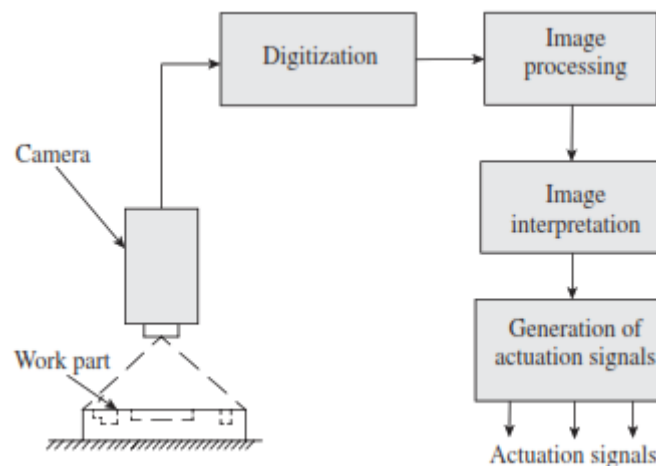 Digitization
Image
processing
Camera
Image
interpretation
Work part
Generation of
actuation signals
Actuation signals